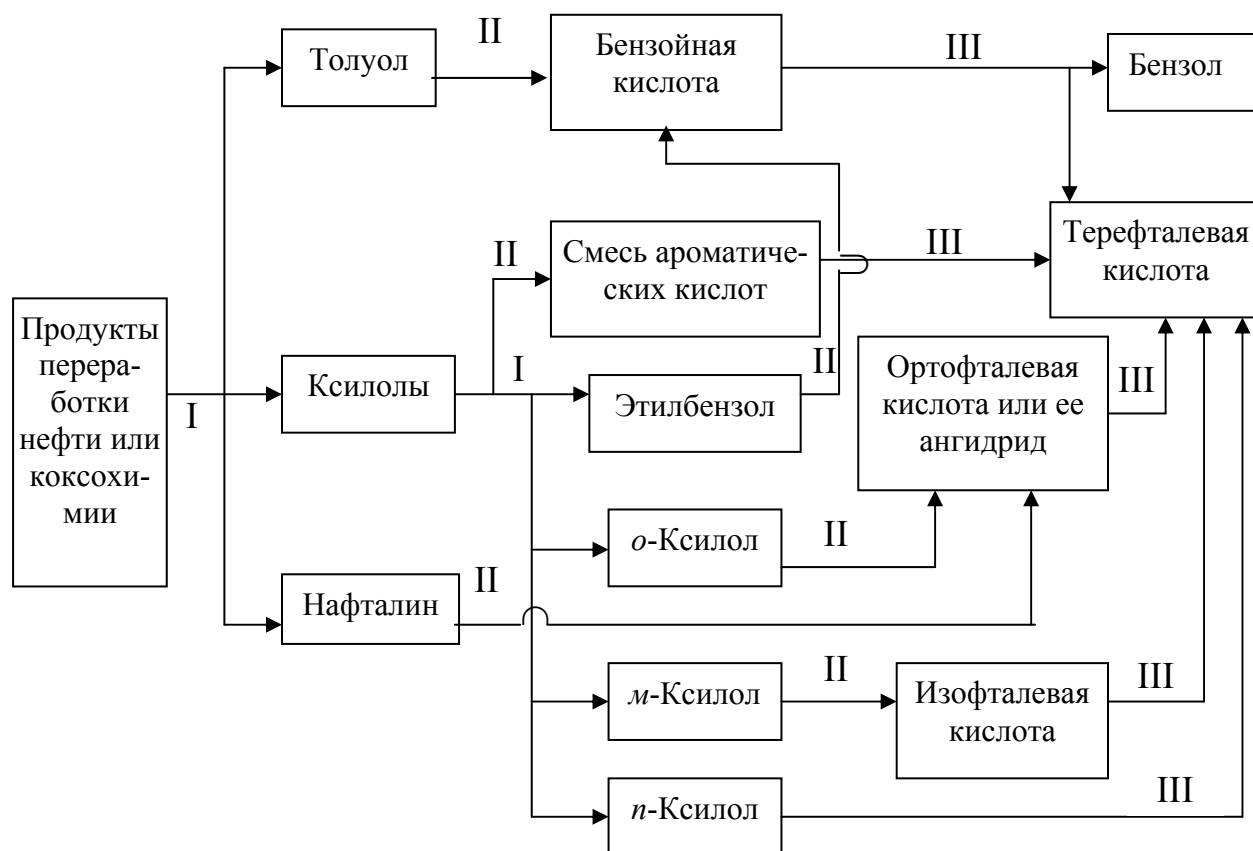 Толуол
II
Бензойная
кислота
III
Бензол
Продукты
перера-
ботки
нефти или
коксохи-
мии
I
Ксилолы
II
Смесь ароматиче-
ских кислот
III
Терефталевая
кислота
I
Этилбензол
II
Ортофталевая
кислота или ее
ангидрид
III
о-Ксилол
II
Нафталин
II
м-Ксилол
II
Изофталевая
кислота
III
п-Ксилол
III